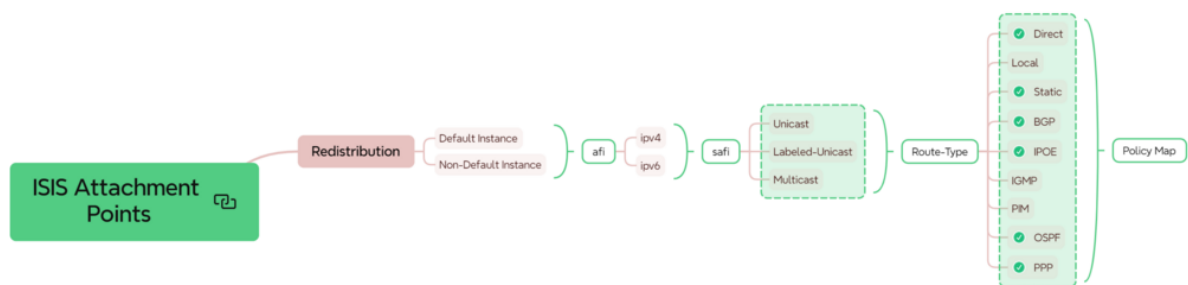 ISIS Attachment
Points
Redistribution
Default Instance
Non-Default Instance
afi
ipv4
ipv6
safi
Unicast
Labeled-Unicast
Multicast
Route-Type
Direct
Local
Static
BGP
IPOE
IGMP
PIM
OSPF
PPP
Policy Map